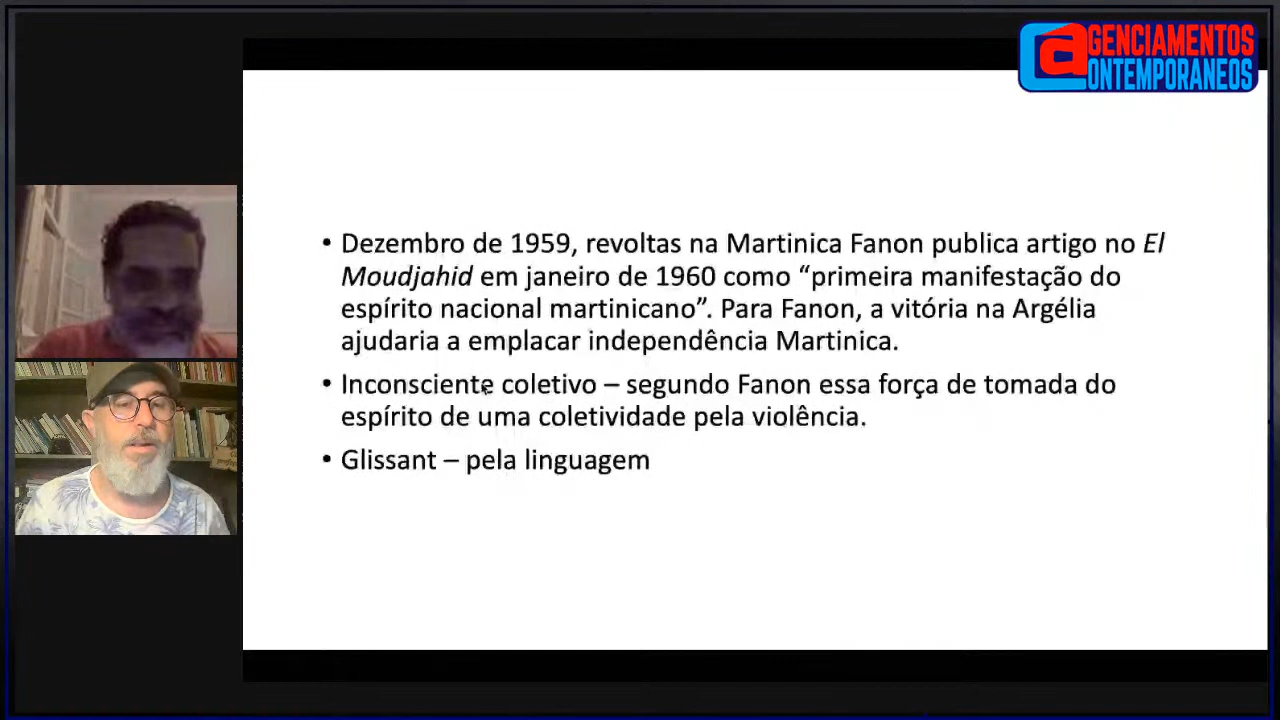 AGENCIAMENTOS
CONTEMPORANEOS
• Dezembro de 1959, revoltas na Martinica Fanon publica artigo no El
Moudjahid em janeiro de 1960 como “primeira manifestação do
espírito nacional martinicano”. Para Fanon, a vitória na Argélia
ajudaria a emplacar independência Martinica.
• Inconsciente coletivo – segundo Fanon essa força de tomada do
espírito de uma coletividade pela violência.
• Glissant – pela linguagem